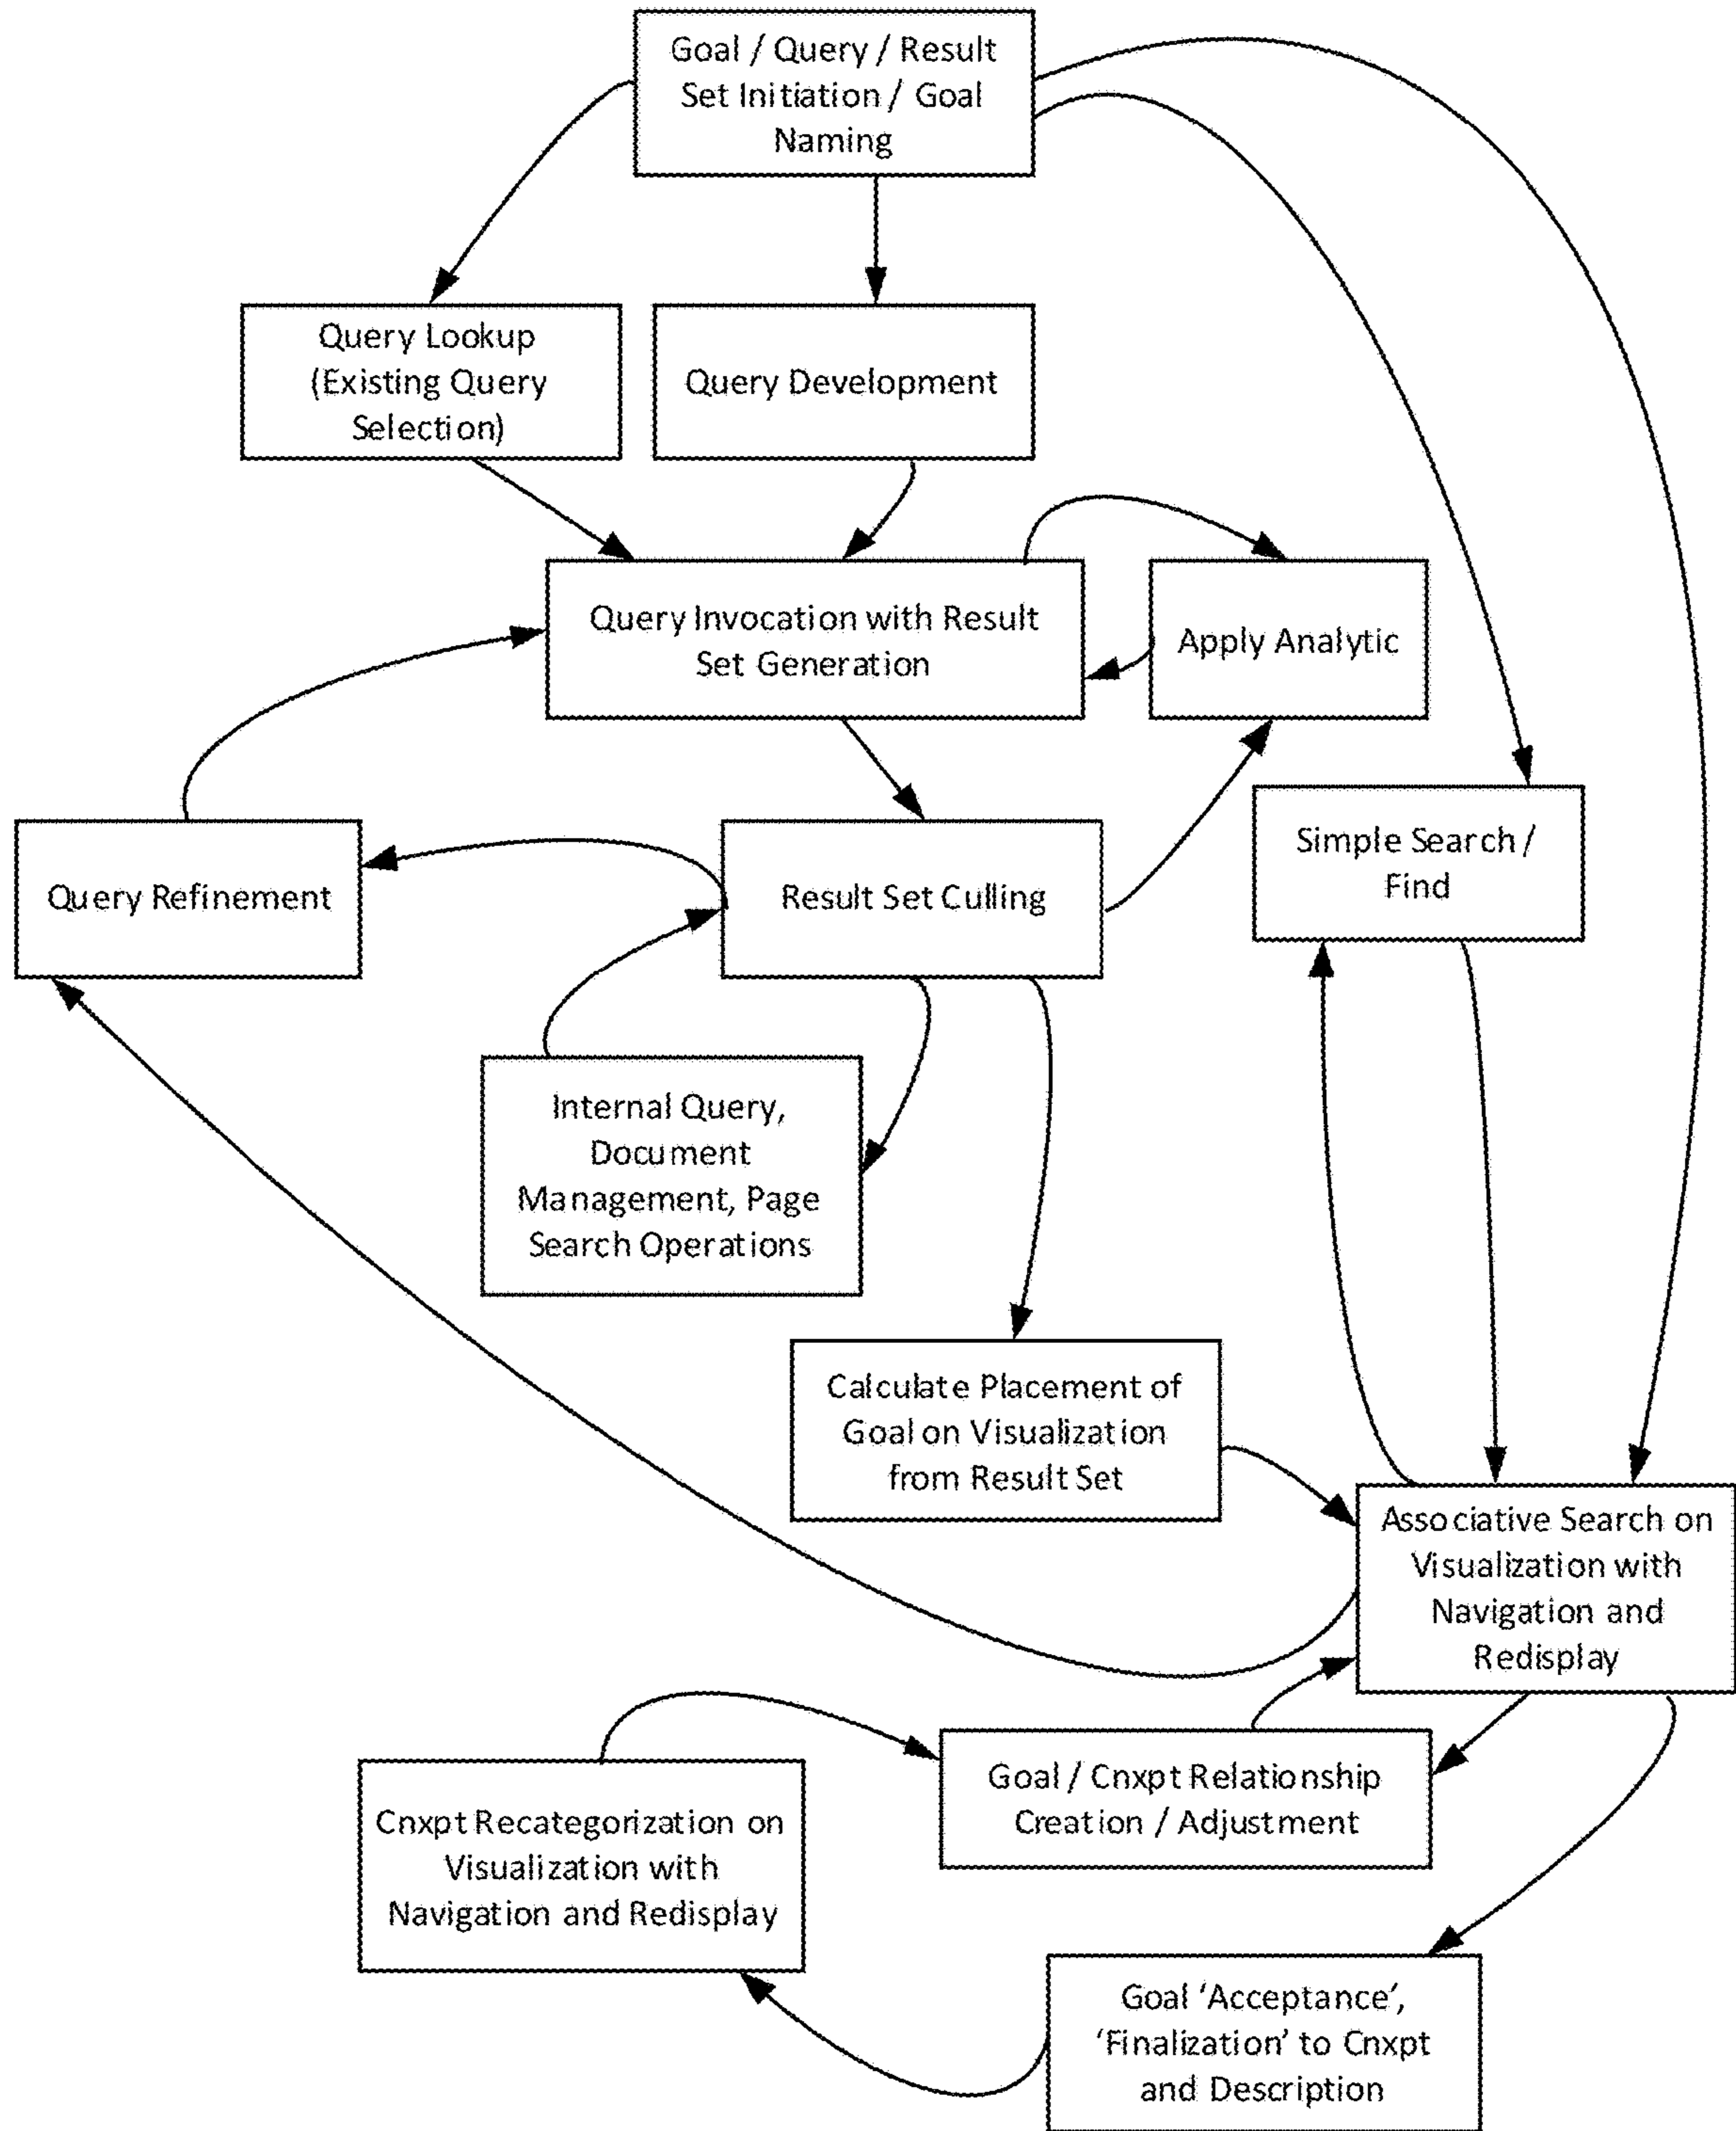 Goal / Query / Result
Set Initiation / Goal
Naming
Query Lookup
(Existing Query
Selection)
Query Development
Query Invocation with Result
Set Generation
Apply Analytic
Simple Search /
Find
Query Refinement
Result Set Culling
Internal Query,
Document
Management, Page
Search Operations
Calculate Placement of
Goal on Visualization
from Result Set
Associative Search on
Visualization with
Navigation and
Redisplay
Goal / Cnxpt Relationship
Creation / Adjustment
Cnxpt Recategorization on
Visualization with
Navigation and Redisplay
Goal ‘Acceptance’,
‘Finalization’ to Cnxpt
and Description